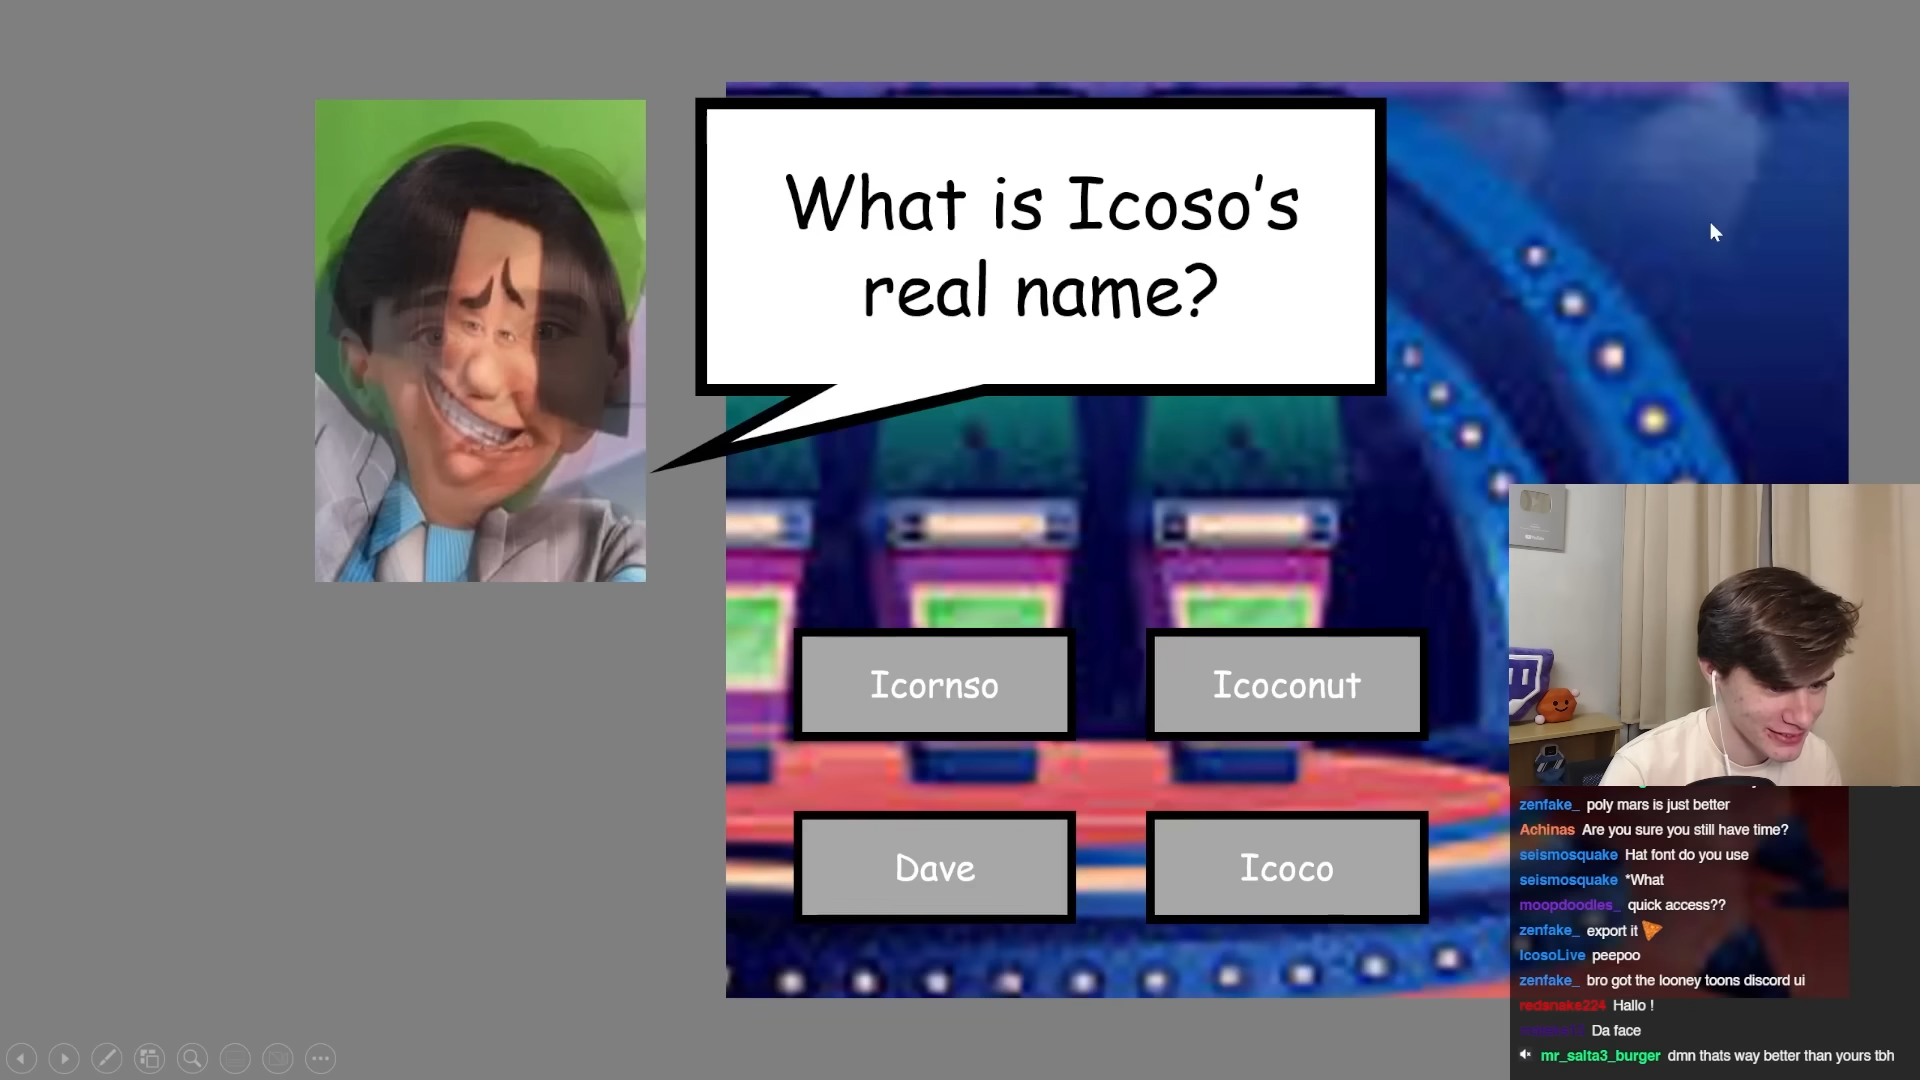 What is Icoso's
real name?
Icornso
Icoconut
Dave
Icoco
zenfake_ poly mars is just better
Achinas Are you sure you still have time?
seismosquake Hat font do you use
seismosquake *What
moopdoodles_ quick access??
zenfake_ export it
IcosoLive peepoo
zenfake_ bro got the looney toons discord ui
redsnake224 Hallo !
Da face
mr_salta3_burger dmn thats way better than yours tbh